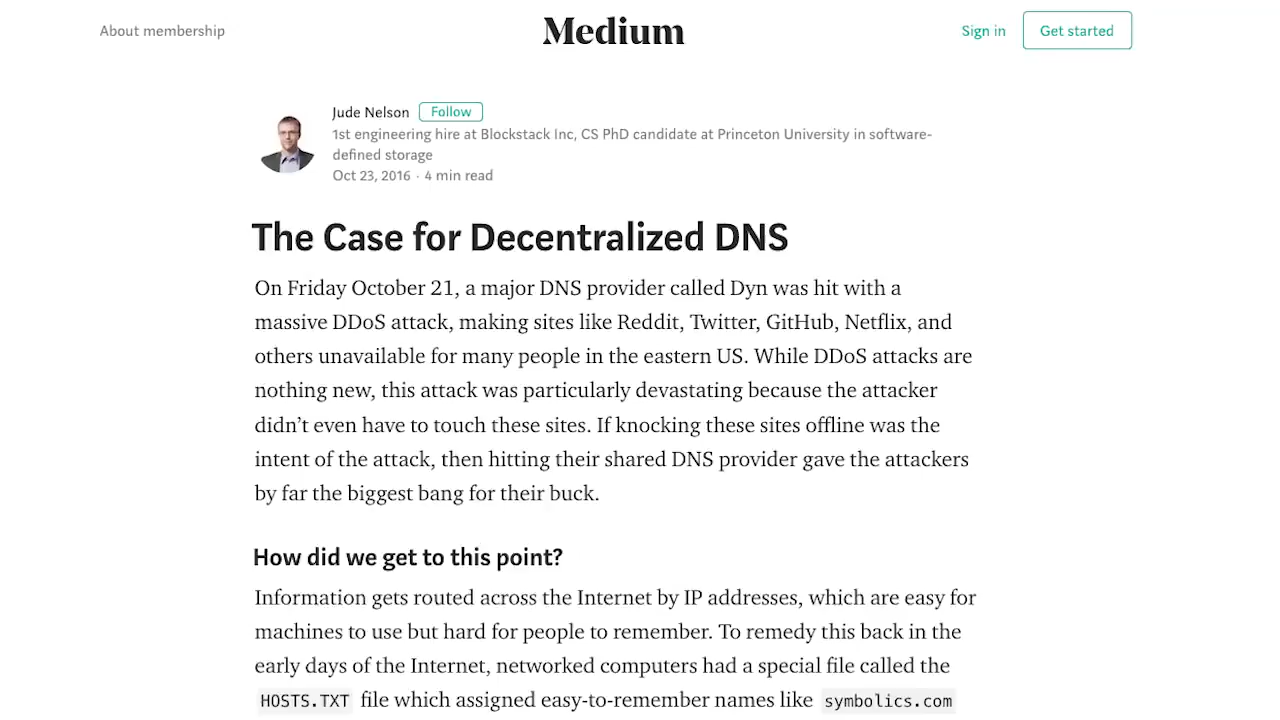 About membership
Medium
Sign in
Get started
Jude Nelson
Follow
1st engineering hire at Blockstack Inc, CS PhD candidate at Princeton University in software-
defined storage
Oct 23, 2016 · 4 min read
The Case for Decentralized DNS
On Friday October 21, a major DNS provider called Dyn was hit with a
massive DDoS attack, making sites like Reddit, Twitter, GitHub, Netflix, and
others unavailable for many people in the eastern US. While DDoS attacks are
nothing new, this attack was particularly devastating because the attacker
didn’t even have to touch these sites. If knocking these sites offline was the
intent of the attack, then hitting their shared DNS provider gave the attackers
by far the biggest bang for their buck.
How did we get to this point?
Information gets routed across the Internet by IP addresses, which are easy for
machines to use but hard for people to remember. To remedy this back in the
early days of the Internet, networked computers had a special file called the
HOSTS.TXT file which assigned easy-to-remember names like symbolics.com